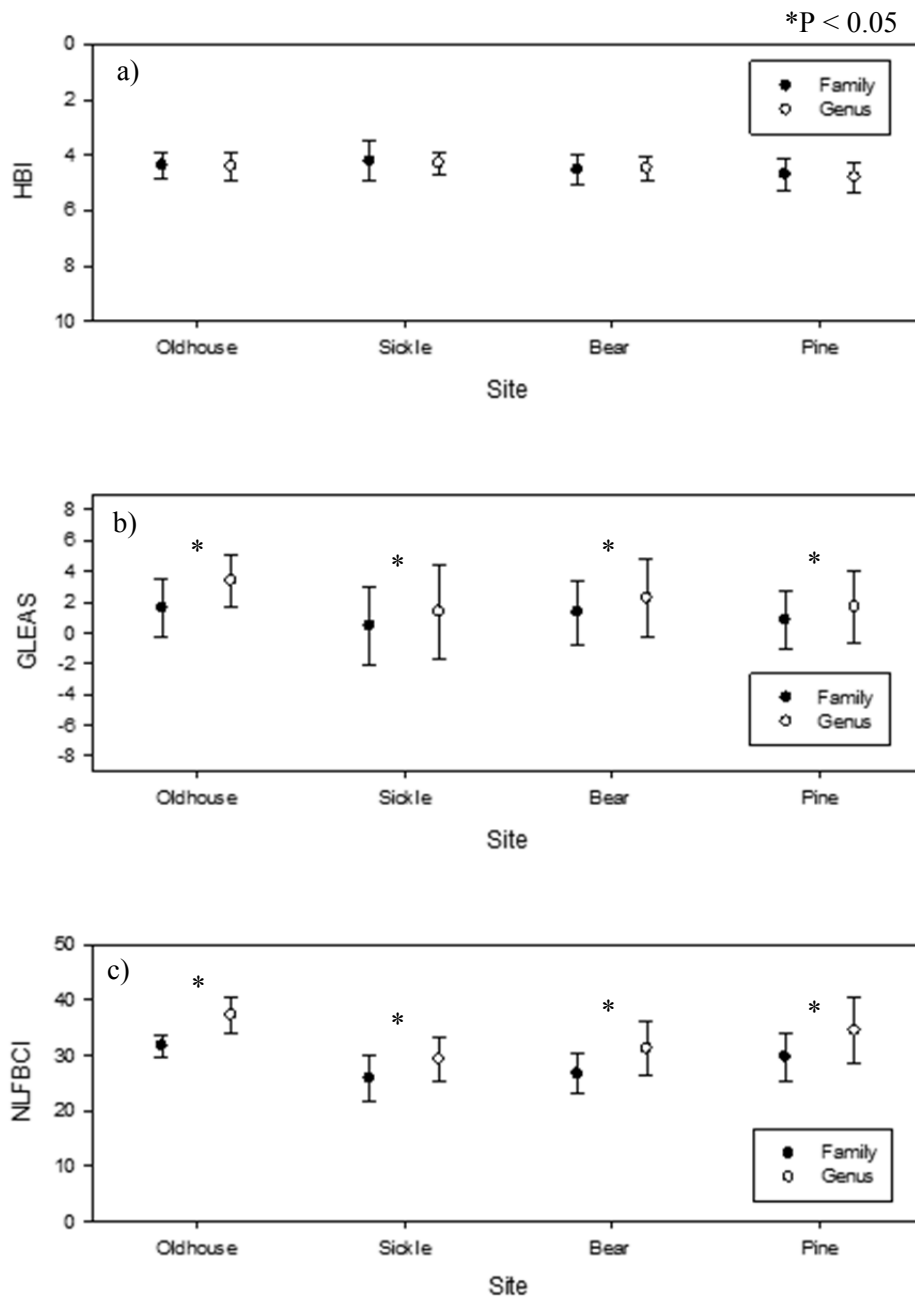 *P < 0.05
a)
0
2
4
6
8
10
HBI
Family
Genus
Oldhouse Sickle Bear Pine
Site
b)
8
6
4
2
0
-2
-4
-6
-8
GLEAS
* * * *
Family
Genus
Oldhouse Sickle Bear Pine
Site
c)
50
40
30
20
10
0
NLFBCI
* * * *
Family
Genus
Oldhouse Sickle Bear Pine
Site